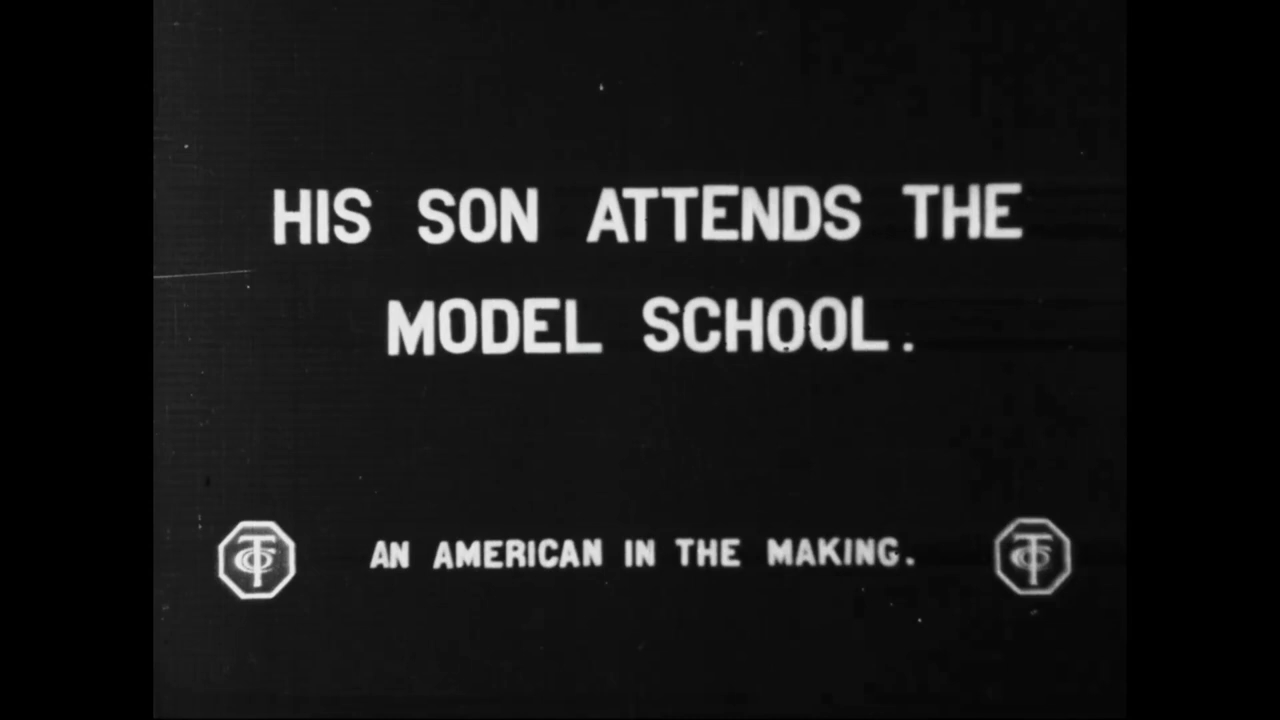 HIS SON ATTENDS THE
MODEL SCHOOL.
AN AMERICAN IN THE MAKING.